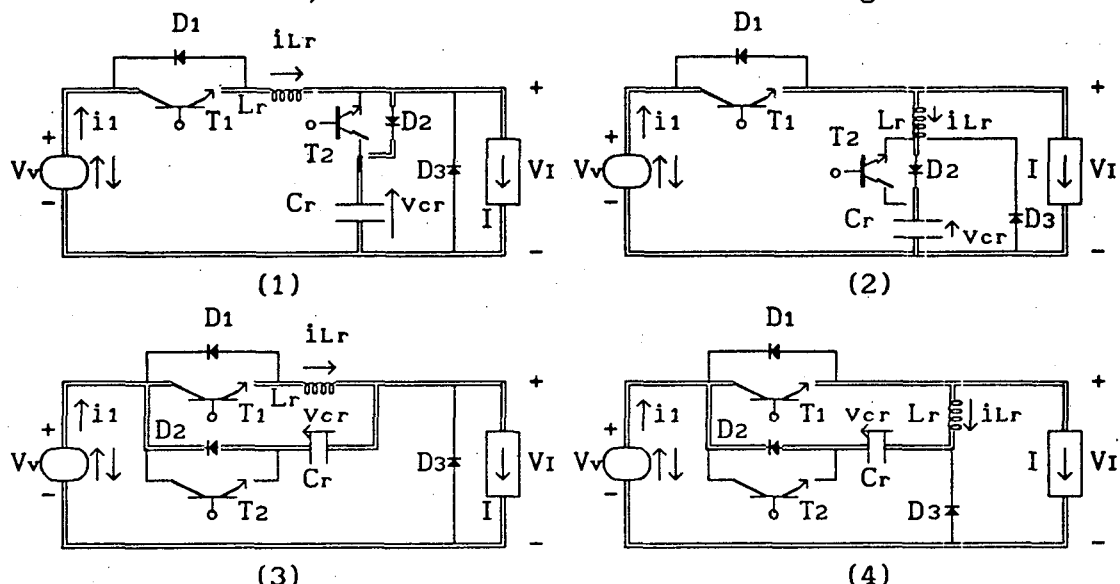 D1
iLr
Lr
T1
i1
+
Vv
-
T2
D2
D3
Cr
vcr
I
VI
+
-
(1)
D1
T1
i1
+
Vv
-
Lr
iLr
T2
D2
Cr
vcr
D3
I
VI
+
-
(2)
D1
iLr
Lr
T1
vcr
i1
+
Vv
-
D2
Cr
T2
D3
I
VI
+
-
(3)
D1
T1
vcr
Lr
iLr
i1
+
Vv
-
D2
Cr
T2
D3
I
VI
+
-
(4)